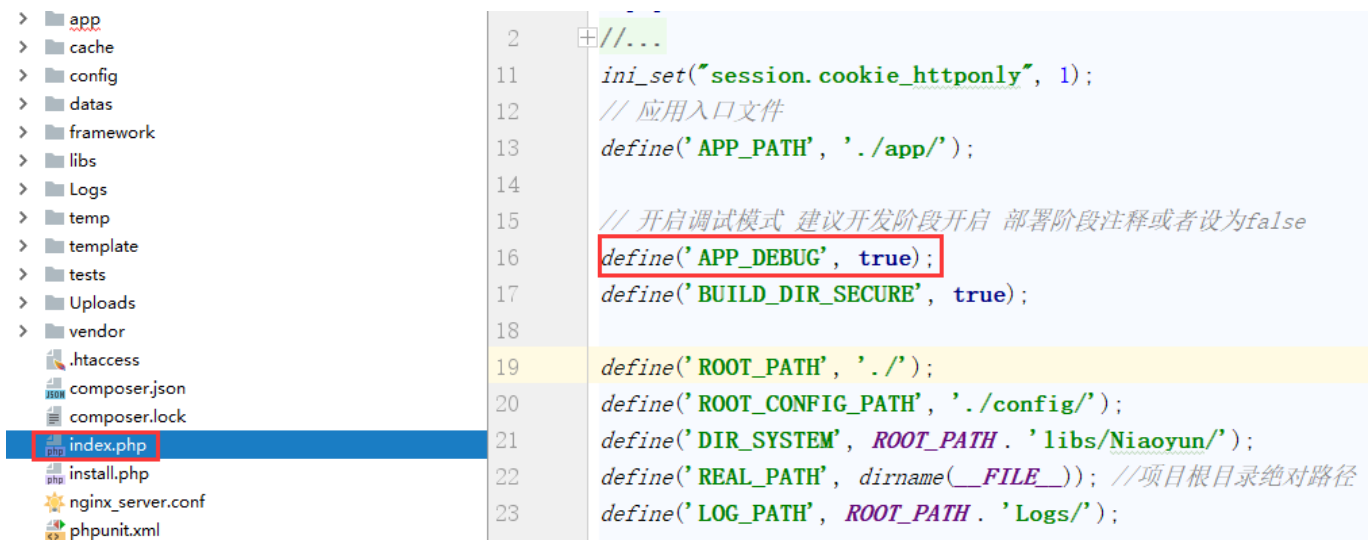 app
cache
config
datas
framework
libs
Logs
temp
template
tests
Uploads
vendor
.htaccess
composer.json
composer.lock
index.php
install.php
nginx_server.conf
phpunit.xml
2 //...
11 ini_set("session.cookie_httponly", 1);
12 // 应用入口文件
13 define('APP_PATH', './app/');
14
15 // 开启调试模式 建议开发阶段开启 部署阶段注释或者设为false
16 define('APP_DEBUG', true);
17 define('BUILD_DIR_SECURE', true);
18
19 define('ROOT_PATH', './');
20 define('ROOT_CONFIG_PATH', './config/');
21 define('DIR_SYSTEM', ROOT_PATH . 'libs/Niaoyun/');
22 define('REAL_PATH', dirname(__FILE__)); //项目根目录绝对路径
23 define('LOG_PATH', ROOT_PATH . 'Logs/');